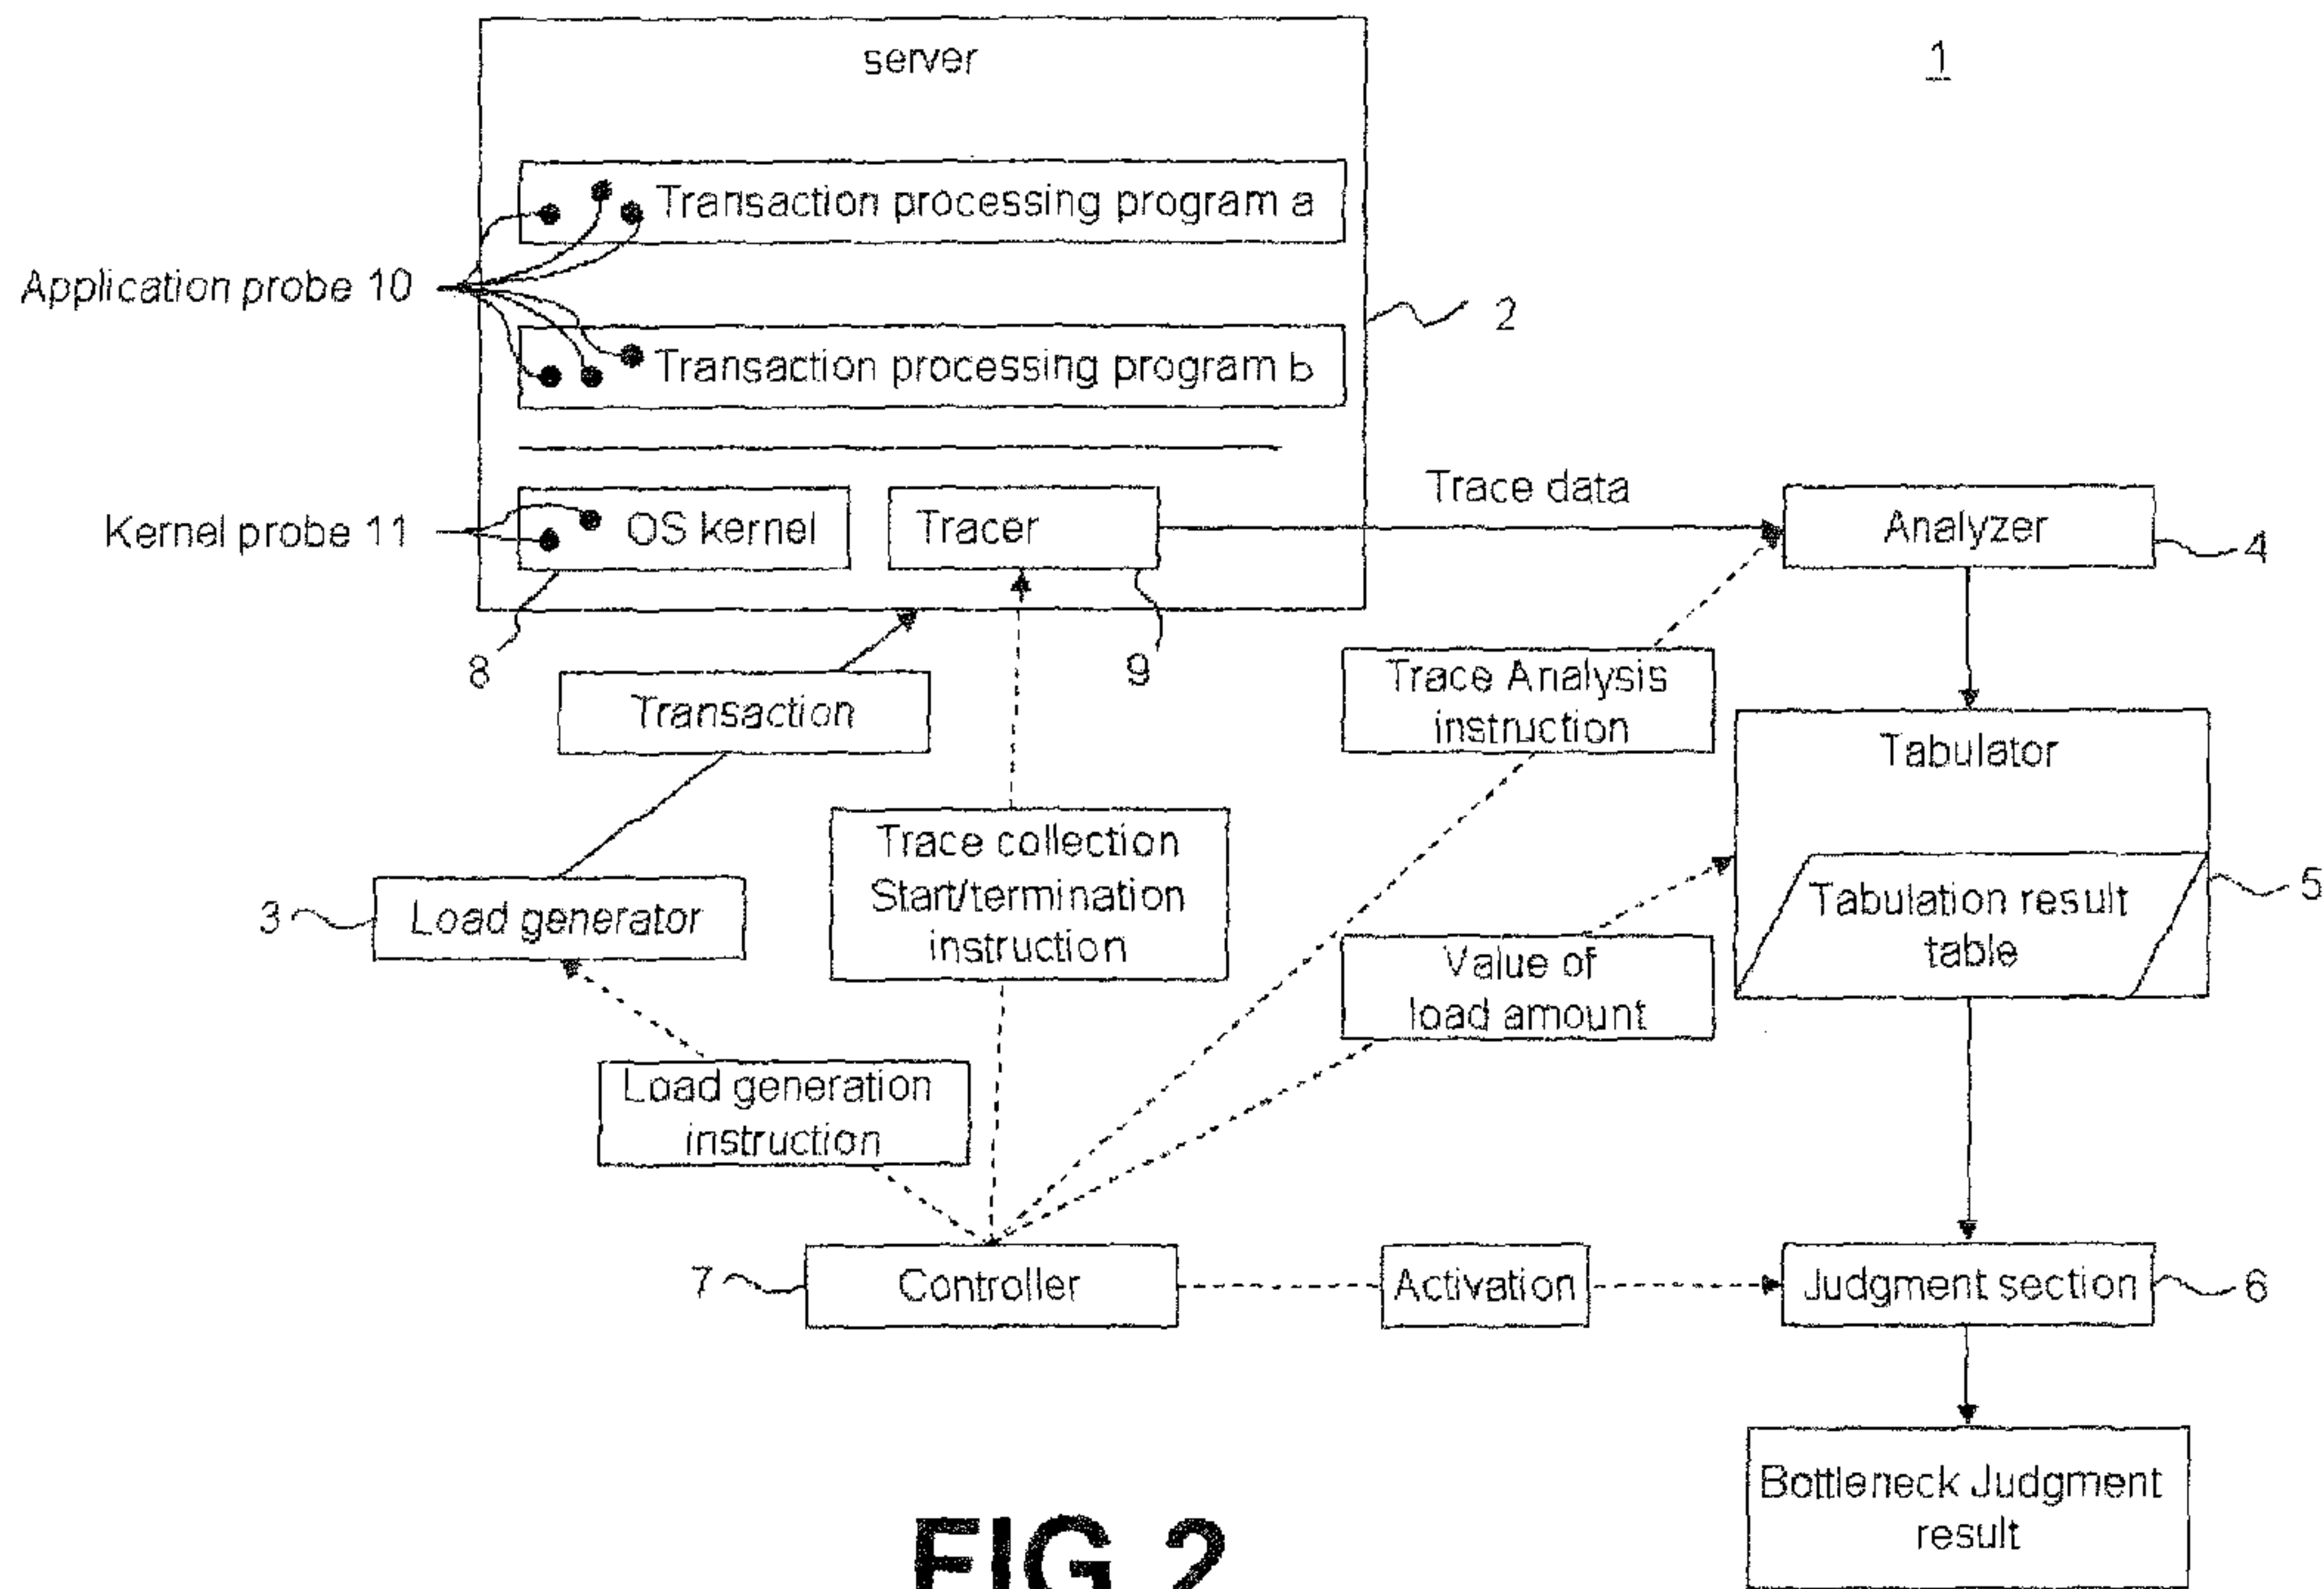 server
1
Transaction processing program a
Application probe 10
2
Transaction processing program b
Trace data
Kernel probe 11
OS kernel
Tracer
Analyzer
4
8
9
Transaction
Trace Analysis
instruction
Tabulator
Trace collection
Start/termination
instruction
3
Load generator
Tabulation result
table
5
Value of
load amount
Load generation
instruction
7
Controller
Activation
Judgment section
6
Bottleneck Judgment
result
FIG.2